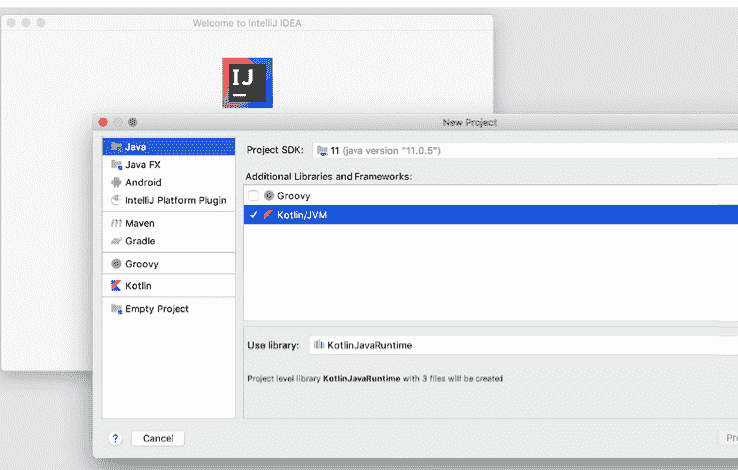 Welcome to IntelliJ IDEA
IJ
New Project
Java
Java FX
Android
IntelliJ Platform Plugin
Maven
Gradle
Groovy
Kotlin
Empty Project
Project SDK: 11 (java version "11.0.5")
Additional Libraries and Frameworks:
Groovy
Kotlin/JVM
Use library: KotlinJavaRuntime
Project level library KotlinJavaRuntime with 3 files will be created
? Cancel Pr